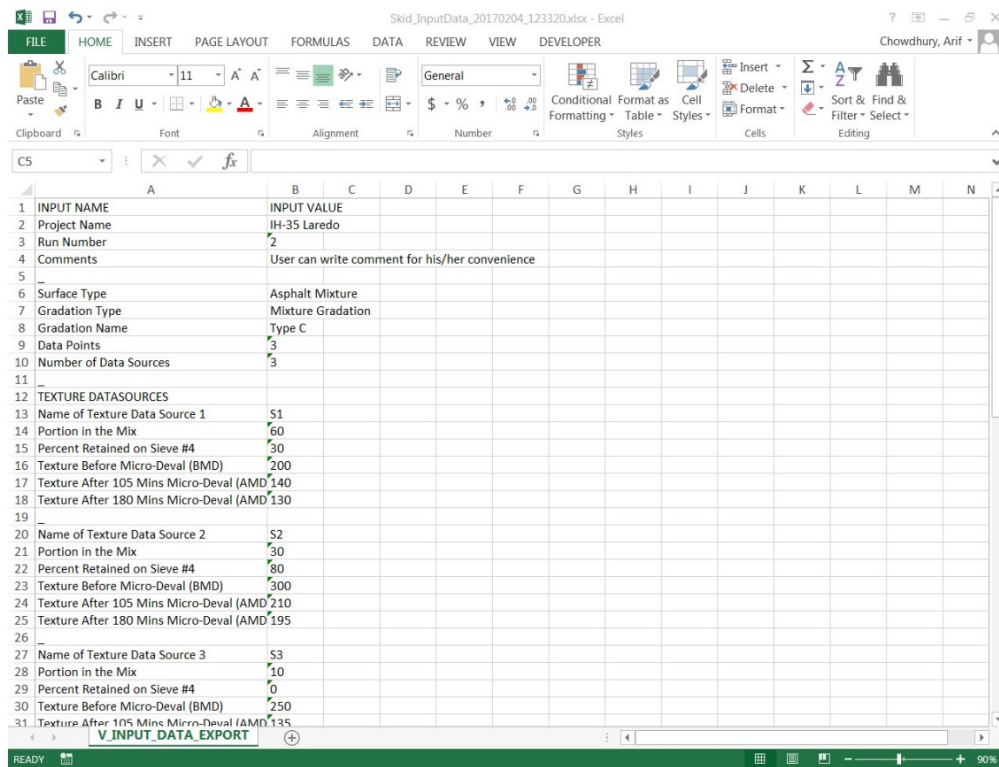 Skid_InputData_20170204_123320.xlsx - Excel
FILE HOME INSERT PAGE LAYOUT FORMULAS DATA REVIEW VIEW DEVELOPER Chowdhury, Arif
Paste
Calibri 11 A A
B I U A
General
$ % ,
Conditional Formatting
Format as Table
Cell Styles
Insert
Delete
Format
Sort & Filter
Find & Select
Clipboard Font Alignment Number Styles Cells Editing
C5 fx
A B C D E F G H I J K L M N
1 INPUT NAME INPUT VALUE
2 Project Name IH-35 Laredo
3 Run Number 2
4 Comments User can write comment for his/her convenience
5 _
6 Surface Type Asphalt Mixture
7 Gradation Type Mixture Gradation
8 Gradation Name Type C
9 Data Points 3
10 Number of Data Sources 3
11 _
12 TEXTURE DATASOURCES
13 Name of Texture Data Source 1 S1
14 Portion in the Mix 60
15 Percent Retained on Sieve #4 30
16 Texture Before Micro-Deval (BMD) 200
17 Texture After 105 Mins Micro-Deval (AMD 140
18 Texture After 180 Mins Micro-Deval (AMD 130
19 _
20 Name of Texture Data Source 2 S2
21 Portion in the Mix 30
22 Percent Retained on Sieve #4 80
23 Texture Before Micro-Deval (BMD) 300
24 Texture After 105 Mins Micro-Deval (AMD 210
25 Texture After 180 Mins Micro-Deval (AMD 195
26 _
27 Name of Texture Data Source 3 S3
28 Portion in the Mix 10
29 Percent Retained on Sieve #4 0
30 Texture Before Micro-Deval (BMD) 250
31 Texture After 105 Mins Micro-Deval (AMD 135
V_INPUT_DATA_EXPORT
READY 90%